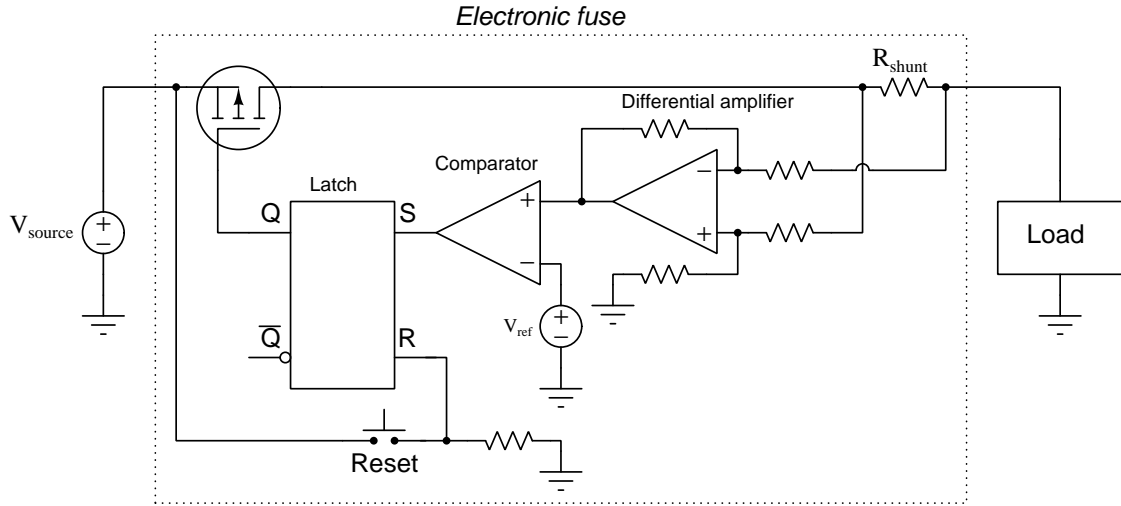 Electronic fuse
R_shunt
Differential amplifier
Comparator
Latch
Q
S
V_source
+
−
+
−
−
+
Load
V_ref
+
−
Q̅
R
Reset